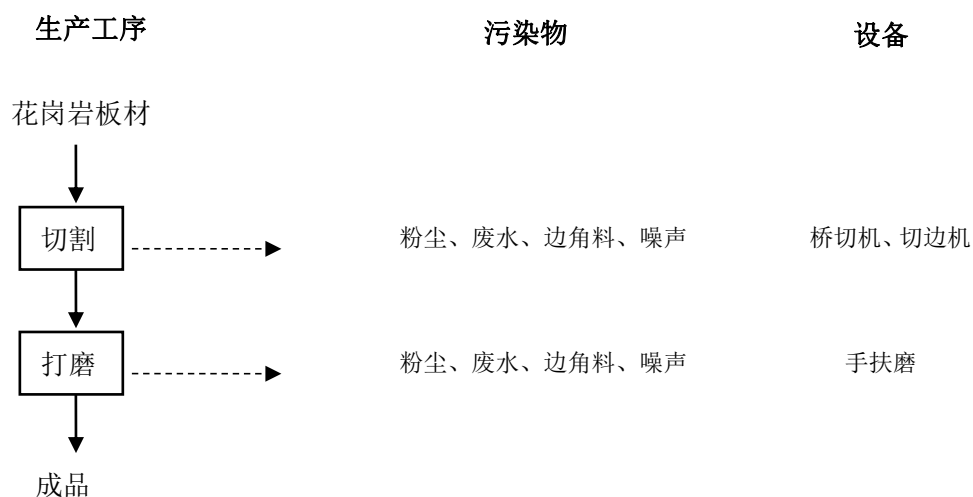 生产工序 污染物 设备
花岗岩板材
切割 粉尘、废水、边角料、噪声 桥切机、切边机
打磨 粉尘、废水、边角料、噪声 手扶磨
成品